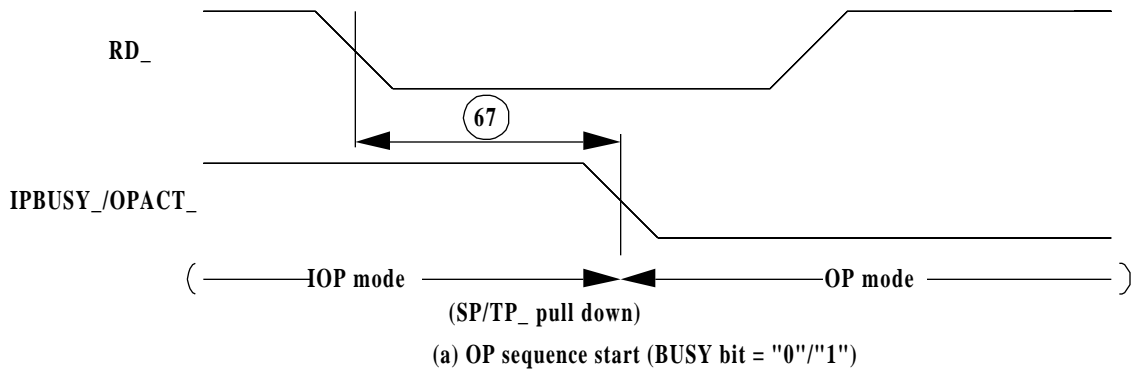 RD_
67
IPBUSY_/OPACT_
( IOP mode OP mode )
(SP/TP_ pull down)
(a) OP sequence start (BUSY bit = "0"/"1")